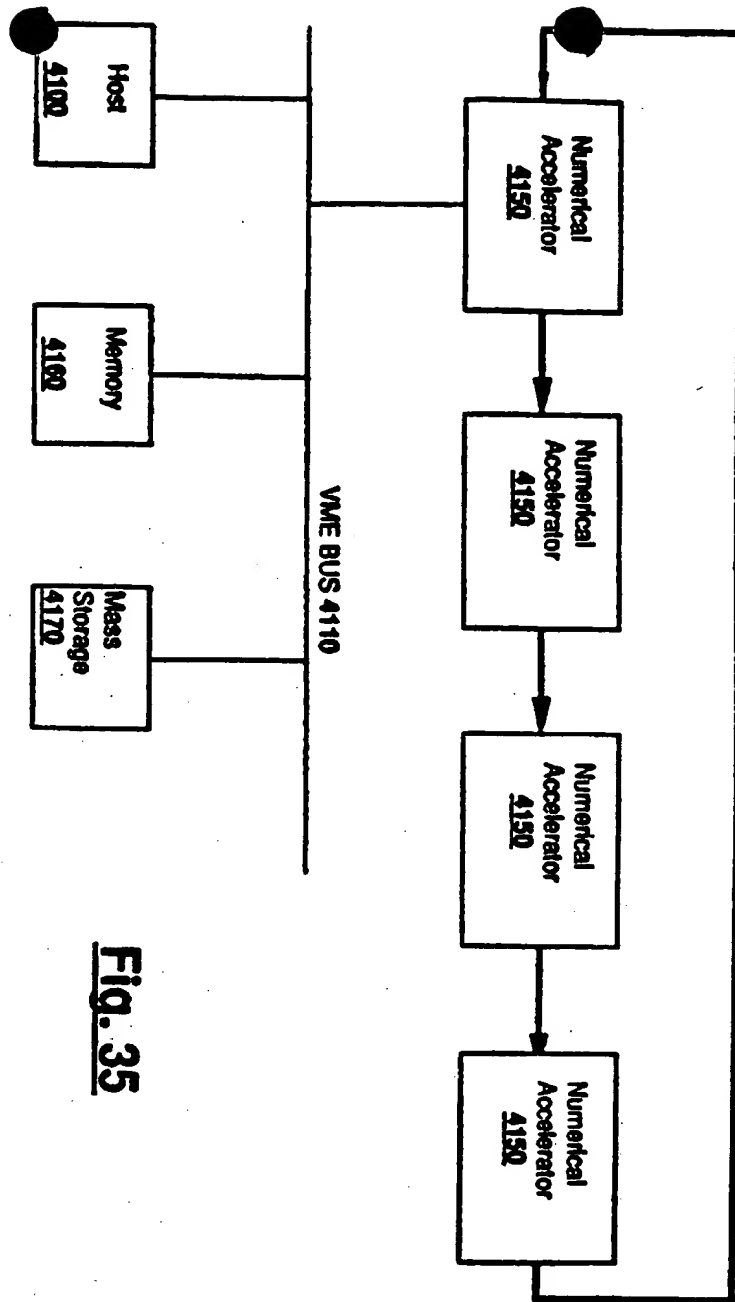 Numerical
Accelerator
4150
Numerical
Accelerator
4150
Numerical
Accelerator
4150
Numerical
Accelerator
4150
VME BUS 4110
Host
4100
Memory
4160
Mass
Storage
4170
Fig. 35